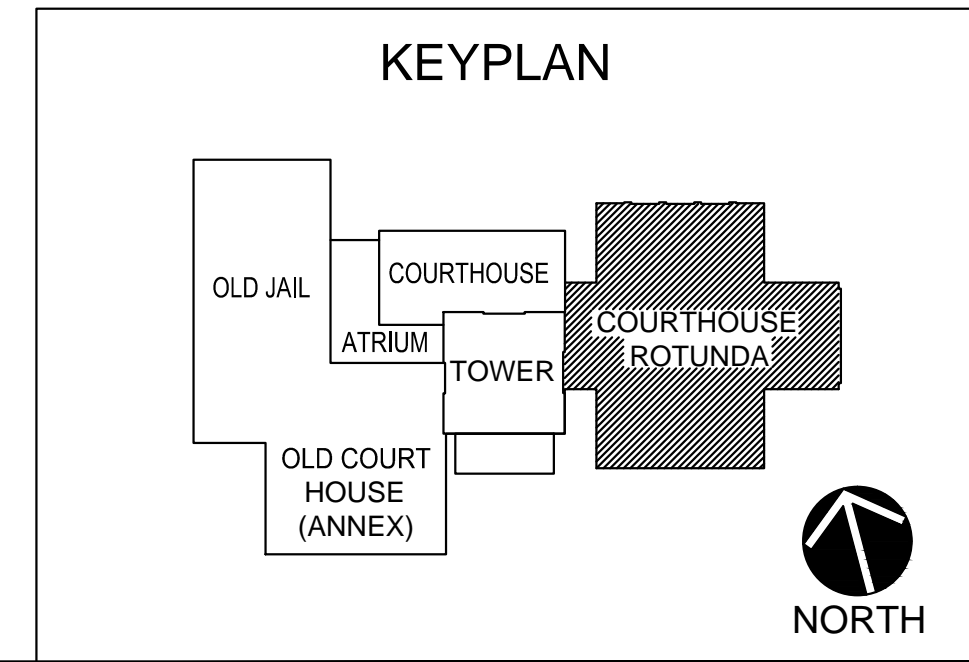 KEYPLAN
OLD JAIL
COURTHOUSE
ATRIUM
TOWER
COURTHOUSE
ROTUNDA
OLD COURT
HOUSE
(ANNEX)
NORTH